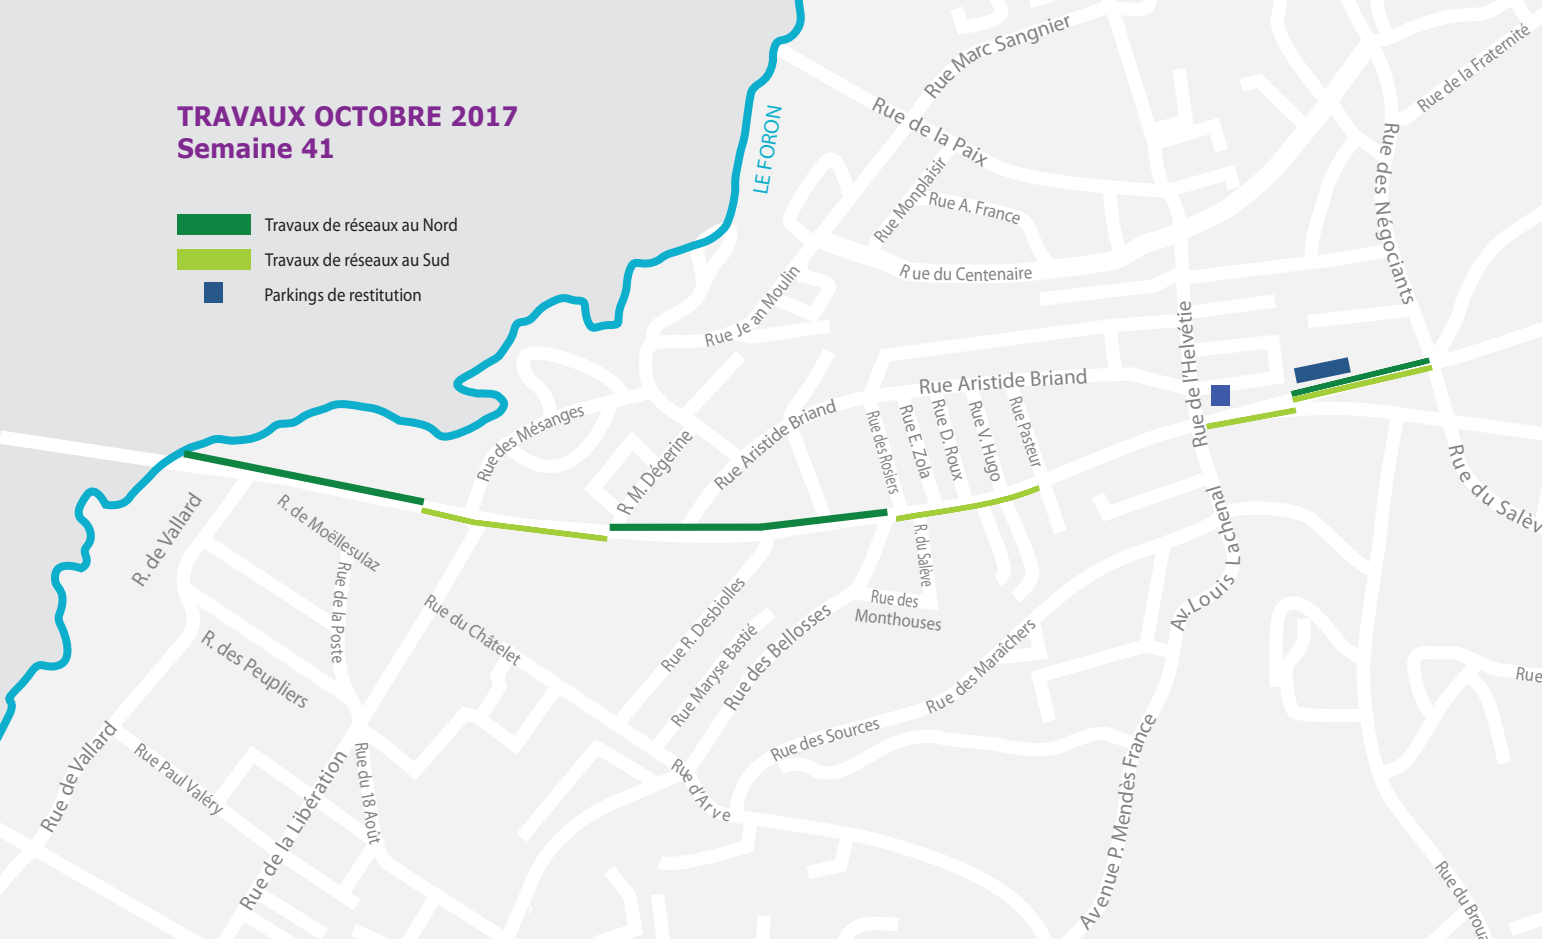 TRAVAUX OCTOBRE 2017
Semaine 41
Travaux de réseaux au Nord
Travaux de réseaux au Sud
Parkings de restitution
LE FORON
Rue Marc Sangnier
Rue de la Fraternité
Rue de la Paix
Rue Monplaisir
Rue A. France
Rue des Négociants
Rue du Centenaire
Rue Je an Moulin
Rue de l'Helvétie
Rue Aristide Briand
Rue des Mésanges
R. M. Dégerine
Rue Aristide Briand
Rue des Rosiers
Rue E. Zola
Rue D. Roux
Rue V. Hugo
Rue Pasteur
Rue du Salèv
R. de Vallard
R. de Moëllesulaz
Rue de la Poste
R. du Salève
Av. Louis Lachenal
Rue du Châtelet
Rue R. Desbiolles
Rue Maryse Bastié
Rue des Bellosses
Rue des
Monthouses
Rue des Maraîchers
R. des Peupliers
Rue
Rue des Sources
Rue de Vallard
Rue Paul Valéry
Rue du 18 Août
Rue de la Libération
Rue d'Arve
Avenue P. Mendès France
Rue du Broua